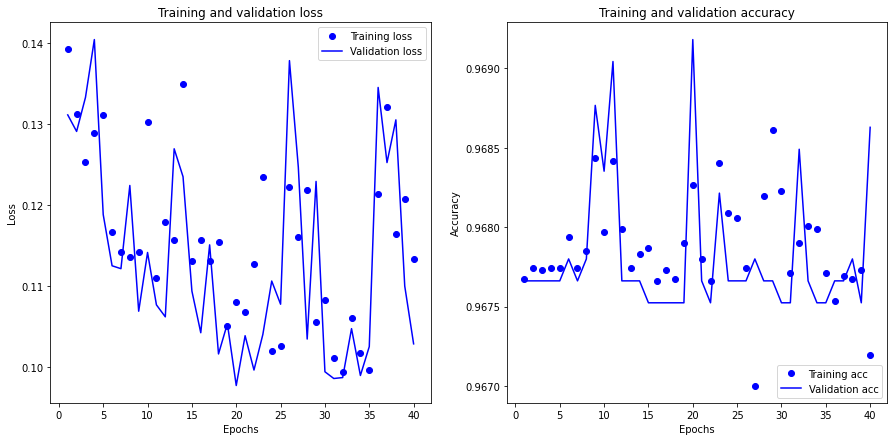 Training and validation loss
Training loss
Validation loss
0.14
0.13
0.12
0.11
0.10
Loss
0 5 10 15 20 25 30 35 40
Epochs
Training and validation accuracy
0.9690
0.9685
0.9680
0.9675
0.9670
Accuracy
Training acc
Validation acc
0 5 10 15 20 25 30 35 40
Epochs